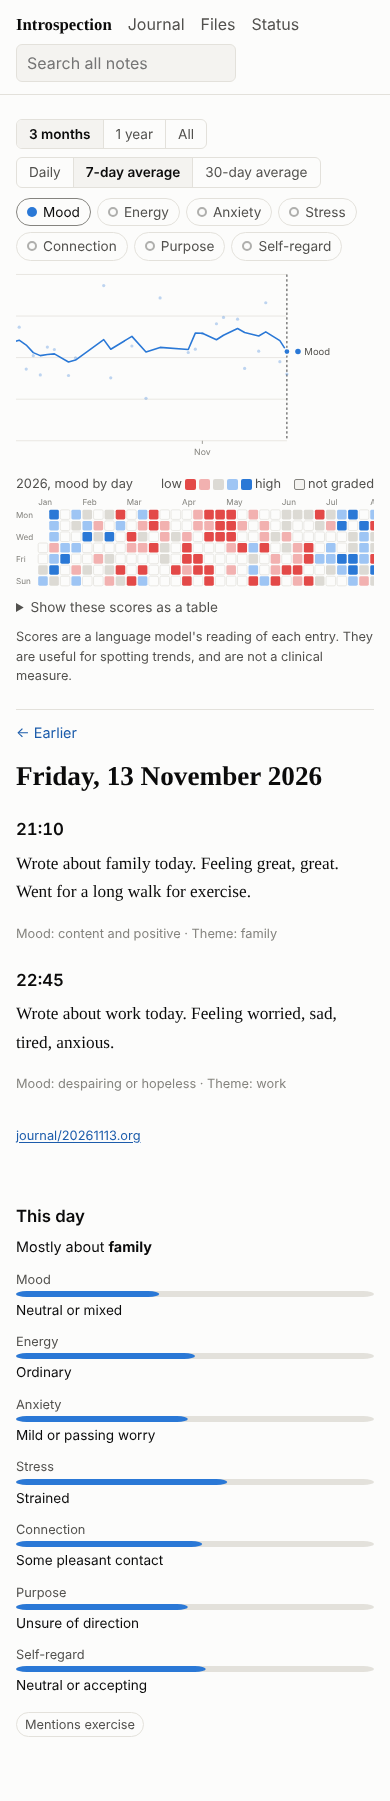 Introspection Journal Files Status
Search all notes
3 months 1 year All
Daily 7-day average 30-day average
Mood Energy Anxiety Stress
Connection Purpose Self-regard
Mood
Nov
2026, mood by day low high not graded
Jan Feb Mar Apr May Jun Jul A
Mon
Wed
Fri
Sun
Show these scores as a table
Scores are a language model's reading of each entry. They
are useful for spotting trends, and are not a clinical
measure.
← Earlier
Friday, 13 November 2026
21:10
Wrote about family today. Feeling great, great.
Went for a long walk for exercise.
Mood: content and positive · Theme: family
22:45
Wrote about work today. Feeling worried, sad,
tired, anxious.
Mood: despairing or hopeless · Theme: work
journal/20261113.org
This day
Mostly about family
Mood
Neutral or mixed
Energy
Ordinary
Anxiety
Mild or passing worry
Stress
Strained
Connection
Some pleasant contact
Purpose
Unsure of direction
Self-regard
Neutral or accepting
Mentions exercise